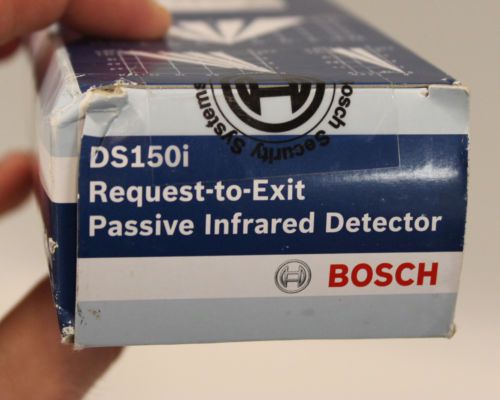 Bosch Security Systems
DS150i
Request-to-Exit
Passive Infrared Detector
BOSCH